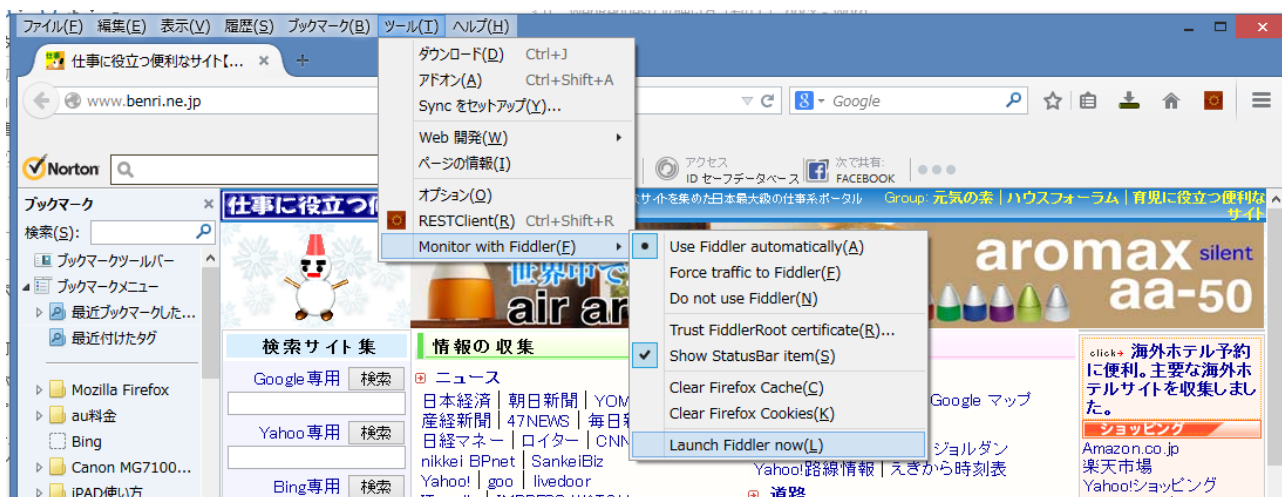 ファイル(F) 編集(E) 表示(V) 履歴(S) ブックマーク(B) ツール(T) ヘルプ(H)
仕事に役立つ便利なサイト【... × +
www.benri.ne.jp
Google
Norton
アクセス
ID セーフデータベース
次で共有:
FACEBOOK
ダウンロード(D) Ctrl+J
アドオン(A) Ctrl+Shift+A
Sync をセットアップ(Y)...
Web 開発(W)
ページの情報(I)
オプション(O)
RESTClient(R) Ctrl+Shift+R
Monitor with Fiddler(F)
Use Fiddler automatically(A)
Force traffic to Fiddler(F)
Do not use Fiddler(N)
Trust FiddlerRoot certificate(R)...
Show StatusBar item(S)
Clear Firefox Cache(C)
Clear Firefox Cookies(K)
Launch Fiddler now(L)
ブックマーク ×
検索(S):
ブックマークツールバー
ブックマークメニュー
最近ブックマークした...
最近付けたタグ
Mozilla Firefox
au料金
Bing
Canon MG7100...
iPAD使い方
仕事に役立つ
サイトを集めた日本最大級の仕事系ポータル
Group: 元気の素 | ハウスフォーラム | 育児に役立つ便利な
サイト
世界中で
air ar
aromax silent
aa-50
検索サイト集
Google専用 検索
Yahoo専用 検索
Bing専用 検索
情報の収集
ニュース
日本経済 | 朝日新聞 | YOM
産経新聞 | 47NEWS | 毎日
日経マネー | ロイター | CNN
nikkei BPnet | SankeiBiz
Yahoo! | goo | livedoor
Google マップ
ジョルダン
Yahoo!路線情報 | えきから時刻表
道路
click→ 海外ホテル予約
に便利。主要な海外ホ
テルサイトを収集しまし
た。
ショッピング
Amazon.co.jp
楽天市場
Yahoo!ショッピング